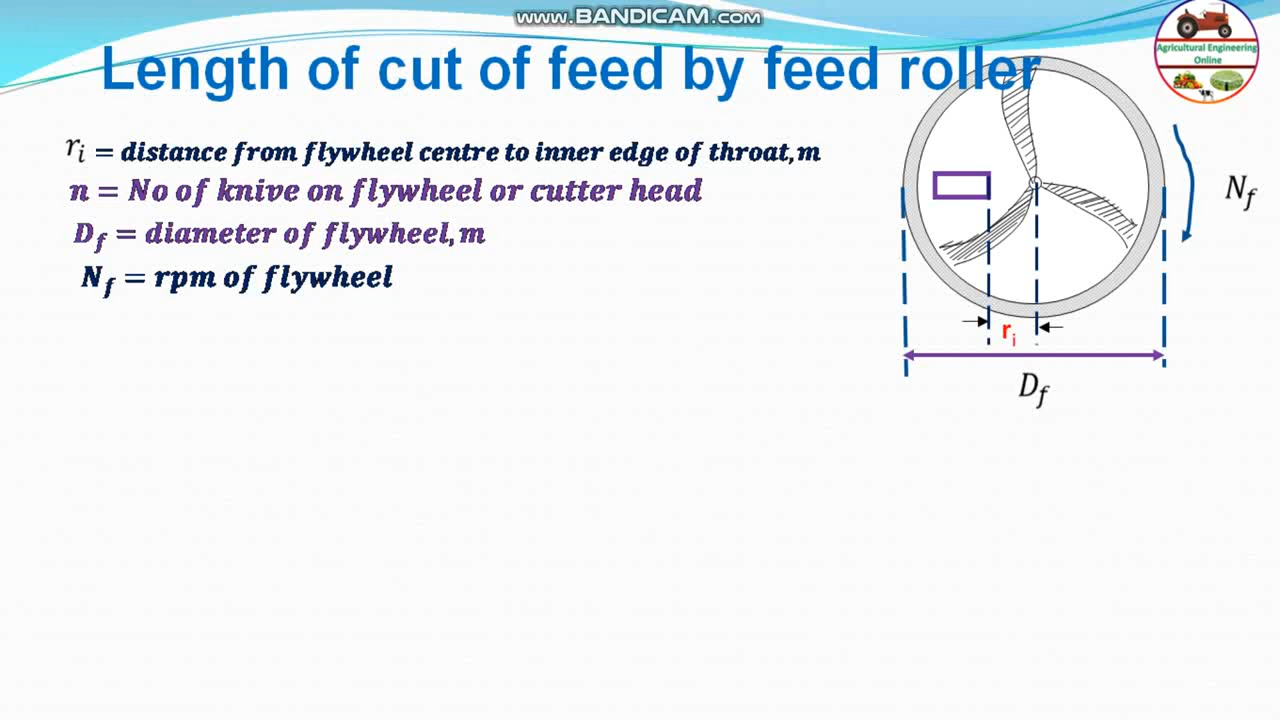 www.BANDICAM.com
Length of cut of feed by feed roller
Agricultural Engineering
Online
r_i = distance from flywheel centre to inner edge of throat, m
n = No of knive on flywheel or cutter head
D_f = diameter of flywheel, m
N_f = rpm of flywheel
N_f
r_i
D_f